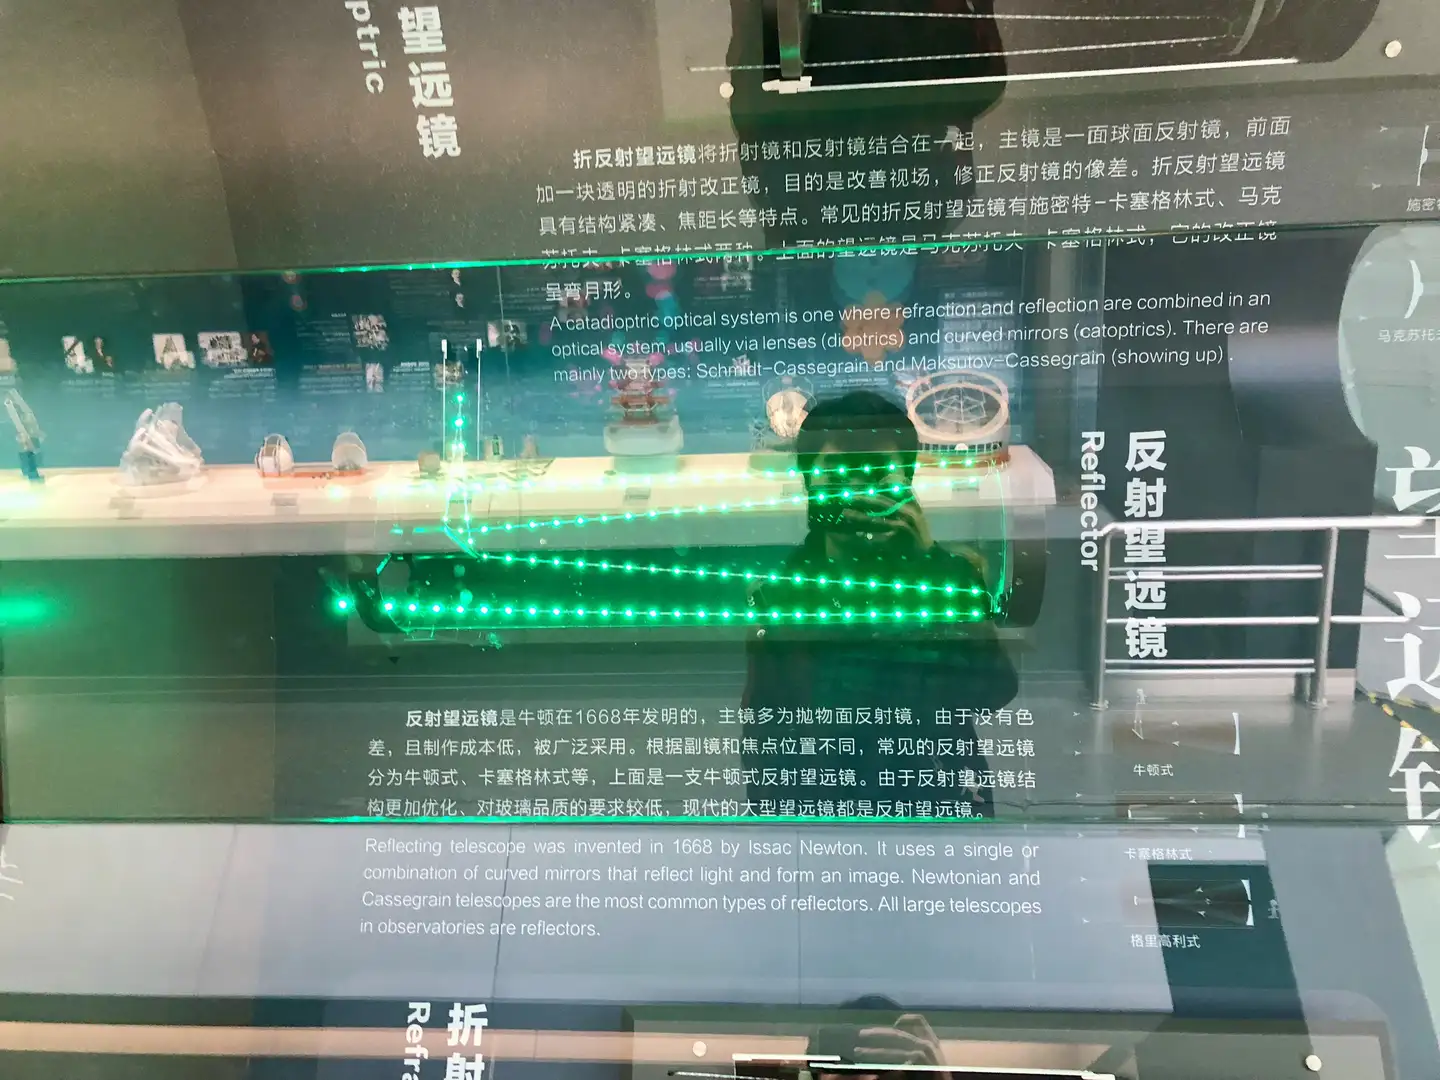 望远镜
ptric
折反射望远镜将折射镜和反射镜结合在一起，主镜是一面球面反射镜，前面
加一块透明的折射改正镜，目的是改善视场，修正反射镜的像差。折反射望远镜
具有结构紧凑、焦距长等特点。常见的折反射望远镜有施密特-卡塞格林式、马克
苏托夫-卡塞格林式两种。上面的望远镜是马克苏托夫-卡塞格林式，它的改正镜
呈弯月形。
A catadioptric optical system is one where refraction and reflection are combined in an
optical system, usually via lenses (dioptrics) and curved mirrors (catoptrics). There are
mainly two types: Schmidt-Cassegrain and Maksutov-Cassegrain (showing up) .
施密
马克苏托夫
反射望远镜
Reflector
望远镜
反射望远镜是牛顿在1668年发明的，主镜多为抛物面反射镜，由于没有色
差，且制作成本低，被广泛采用。根据副镜和焦点位置不同，常见的反射望远镜
分为牛顿式、卡塞格林式等，上面是一支牛顿式反射望远镜。由于反射望远镜结
构更加优化、对玻璃品质的要求较低，现代的大型望远镜都是反射望远镜。
Reflecting telescope was invented in 1668 by Issac Newton. It uses a single or
combination of curved mirrors that reflect light and form an image. Newtonian and
Cassegrain telescopes are the most common types of reflectors. All large telescopes
in observatories are reflectors.
牛顿式
卡塞格林式
格里高利式
折射
Refra